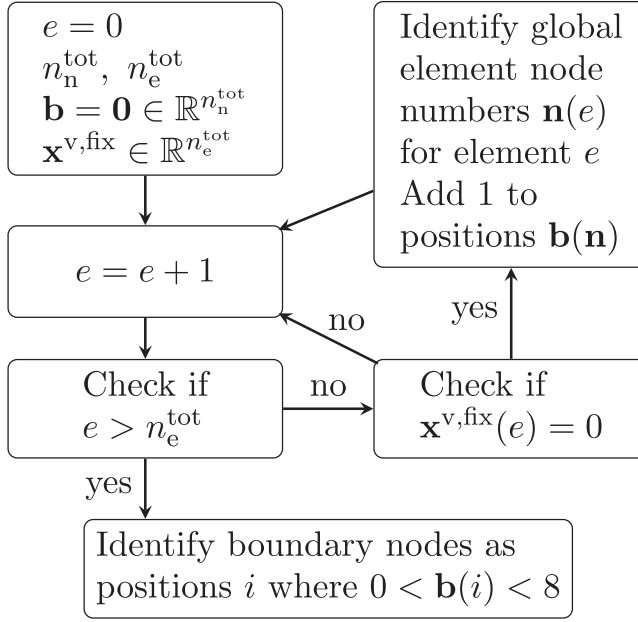 e = 0
n_n^tot, n_e^tot
b = 0 ∈ ℝ^{n_n^tot}
x^{v,fix} ∈ ℝ^{n_e^tot}
e = e + 1
Check if
e > n_e^tot
no
yes
Check if
x^{v,fix}(e) = 0
no
yes
Identify global
element node
numbers n(e)
for element e
Add 1 to
positions b(n)
Identify boundary nodes as
positions i where 0 < b(i) < 8